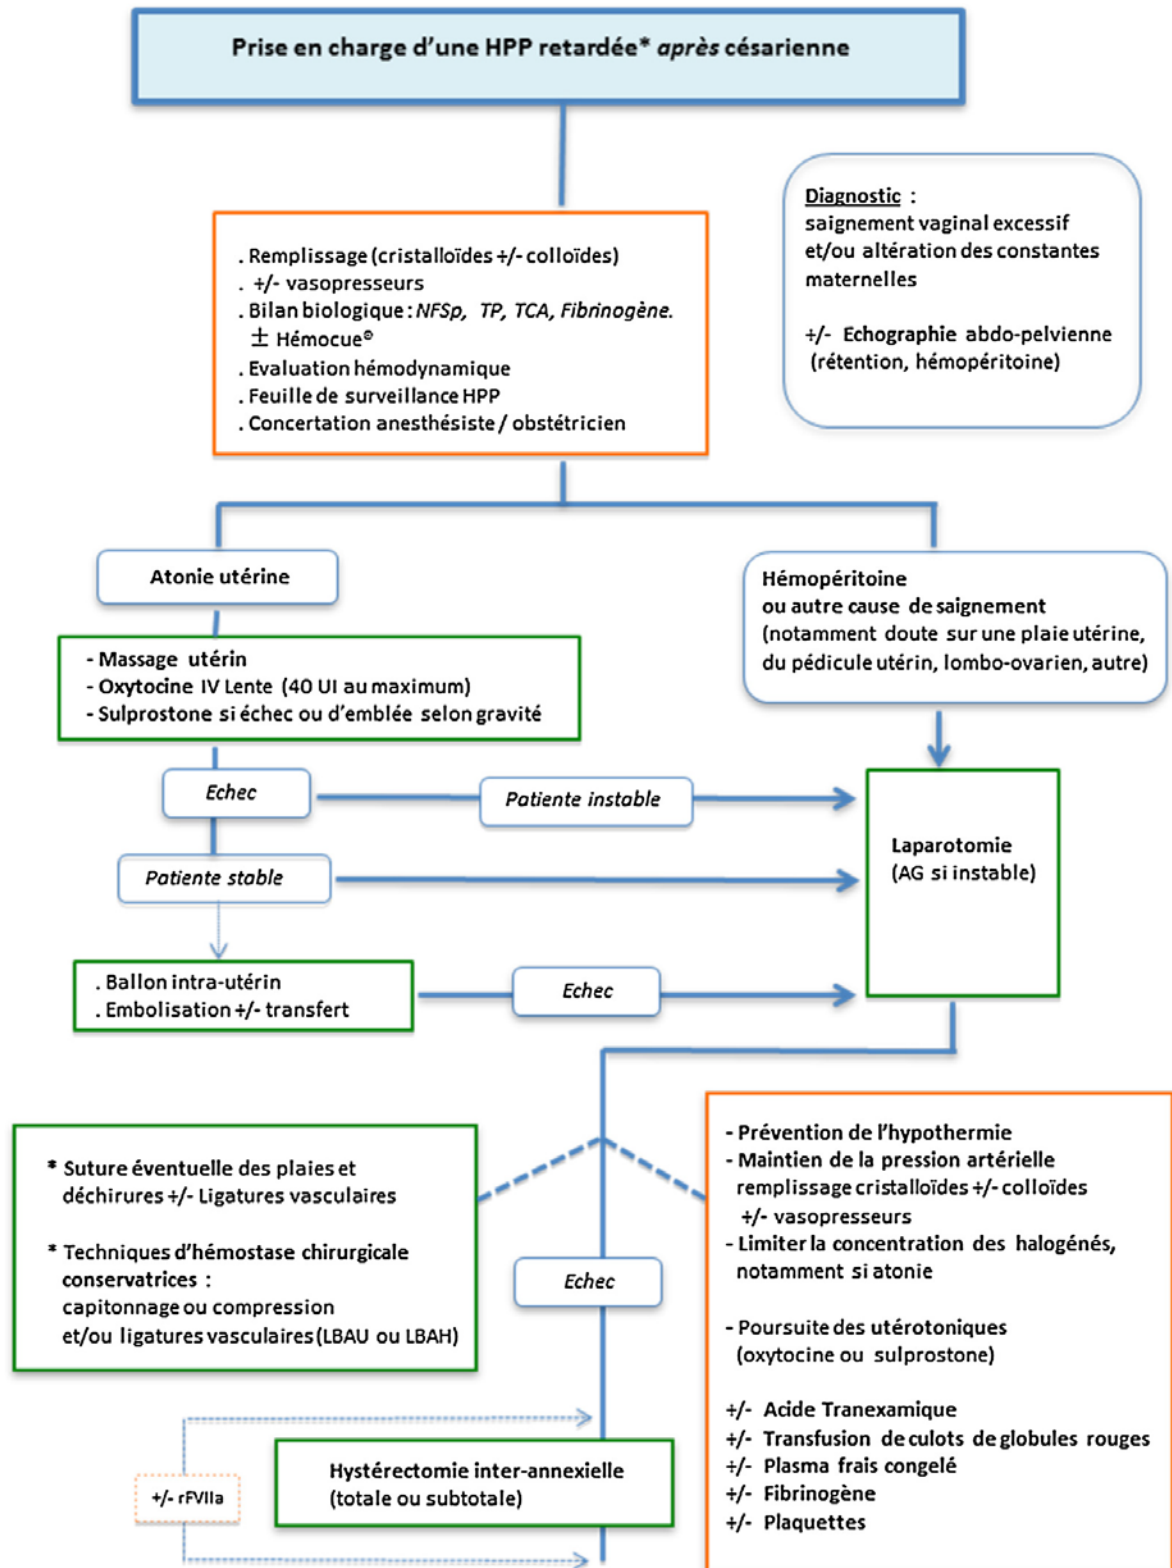 Prise en charge d'une HPP retardée* après césarienne
Diagnostic :
saignement vaginal excessif
et/ou altération des constantes
maternelles
+/- Echographie abdo-pelvienne
(rétention, hémopéritoine)
. Remplissage (cristalloïdes +/- colloïdes)
. +/- vasopresseurs
. Bilan biologique : NFSp, TP, TCA, Fibrinogène.
± Hémocue®
. Evaluation hémodynamique
. Feuille de surveillance HPP
. Concertation anesthésiste / obstétricien
Atonie utérine
Hémopéritoine
ou autre cause de saignement
(notamment doute sur une plaie utérine,
du pédicule utérin, lombo-ovarien, autre)
- Massage utérin
- Oxytocine IV Lente (40 UI au maximum)
- Sulprostone si échec ou d'emblée selon gravité
Echec
Patiente instable
Patiente stable
Laparotomie
(AG si instable)
. Ballon intra-utérin
. Embolisation +/- transfert
Echec
* Suture éventuelle des plaies et
déchirures +/- Ligatures vasculaires
* Techniques d'hémostase chirurgicale
conservatrices :
capitonnage ou compression
et/ou ligatures vasculaires (LBAU ou LBAH)
Echec
- Prévention de l'hypothermie
- Maintien de la pression artérielle
remplissage cristalloïdes +/- colloïdes
+/- vasopresseurs
- Limiter la concentration des halogénés,
notamment si atonie
- Poursuite des utérotoniques
(oxytocine ou sulprostone)
+/- Acide Tranexamique
+/- Transfusion de culots de globules rouges
+/- Plasma frais congelé
+/- Fibrinogène
+/- Plaquettes
+/- rFVIIa
Hystérectomie inter-annexielle
(totale ou subtotale)